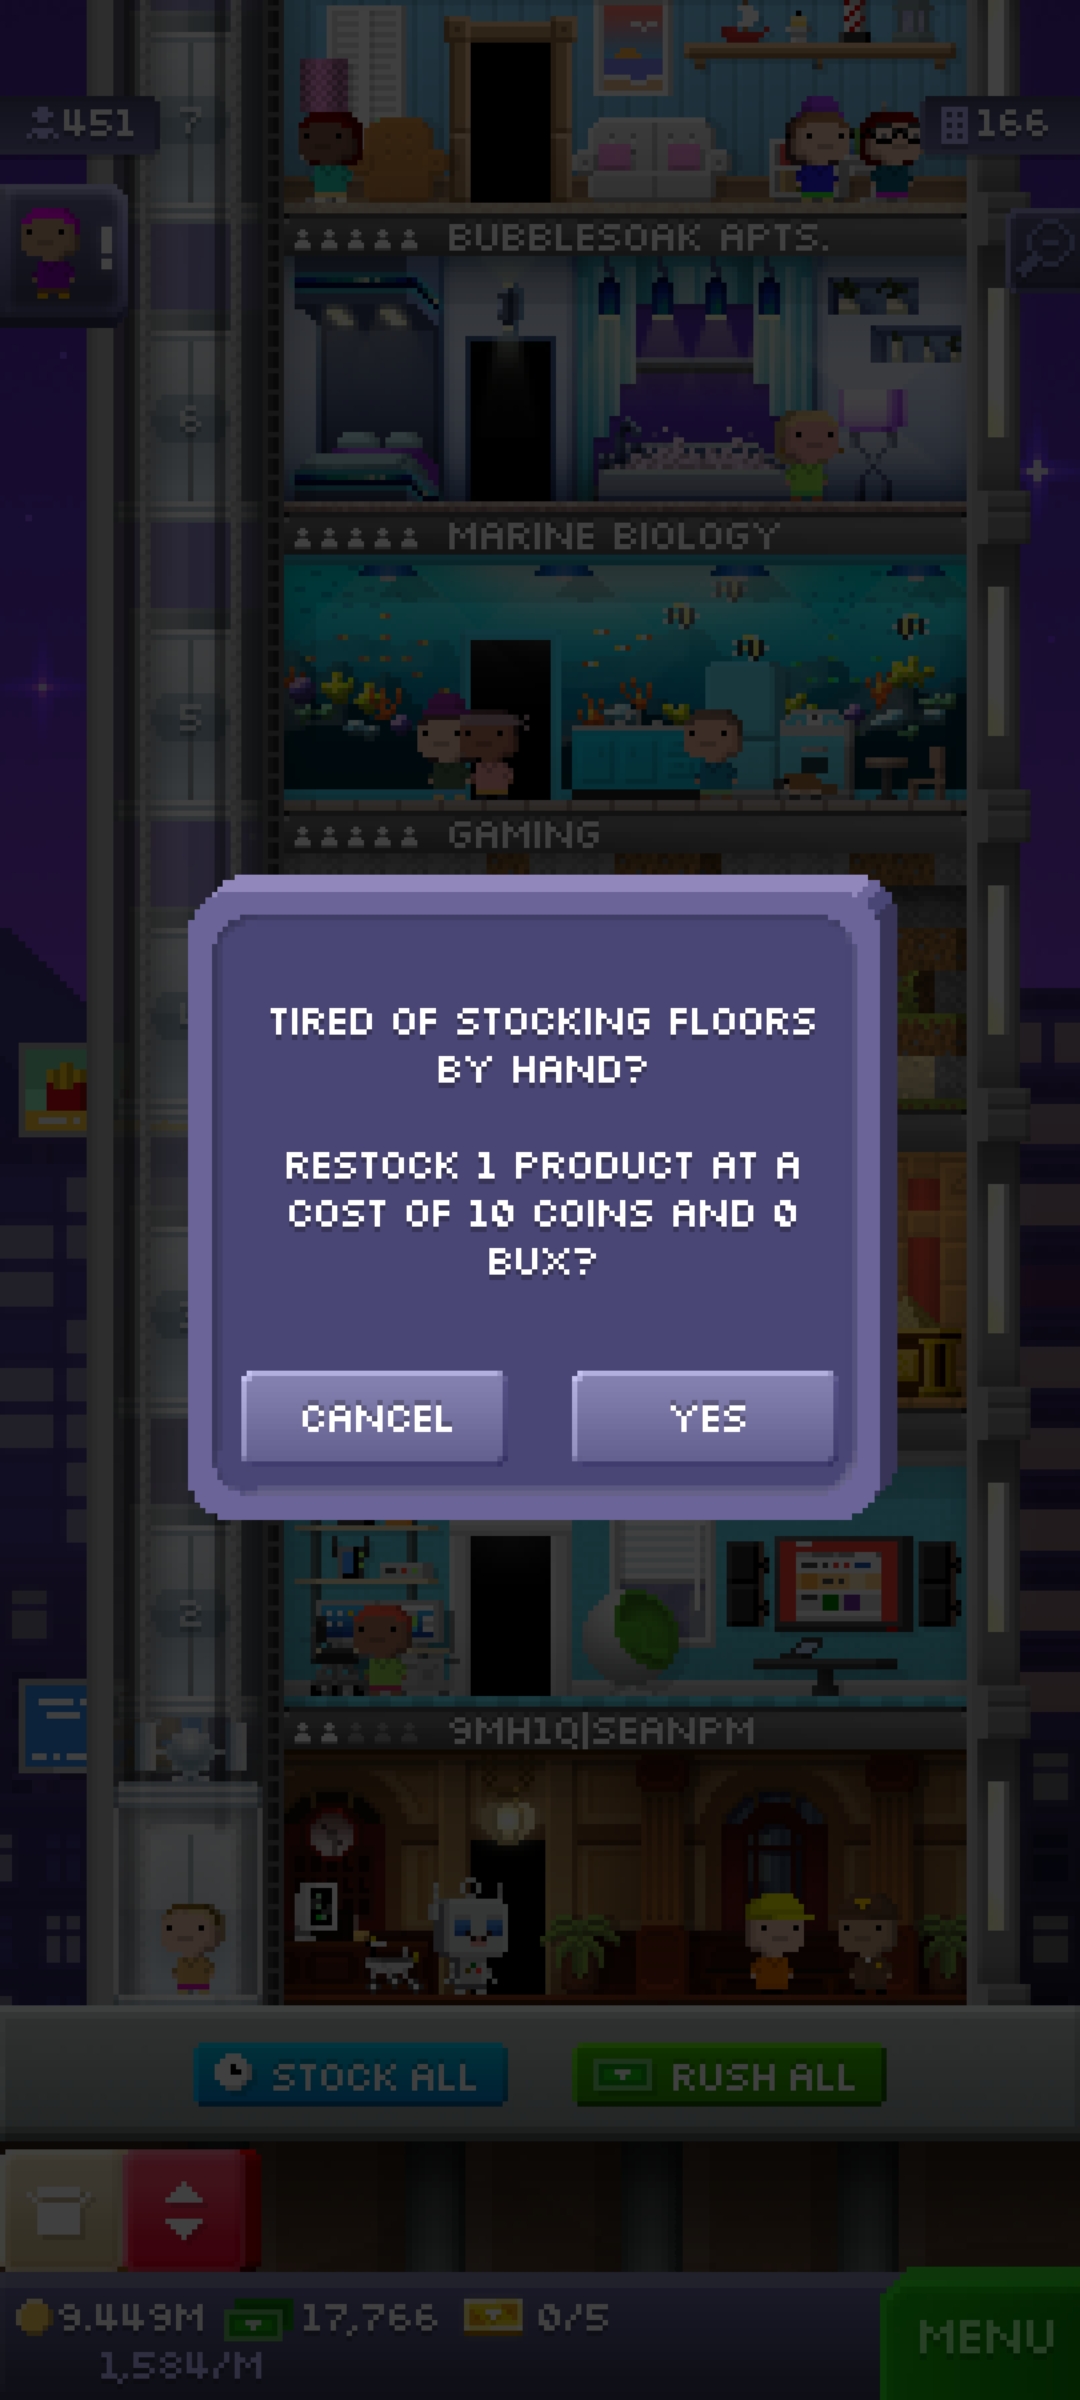 451
7
166
BUBBLESOAK APTS.
6
MARINE BIOLOGY
5
GAMING
TIRED OF STOCKING FLOORS
BY HAND?
RESTOCK 1 PRODUCT AT A
COST OF 10 COINS AND 0
BUX?
CANCEL
YES
2
9MH1Q|SEANPM
STOCK ALL
RUSH ALL
9.449M
17,766
0/5
1,584/M
MENU